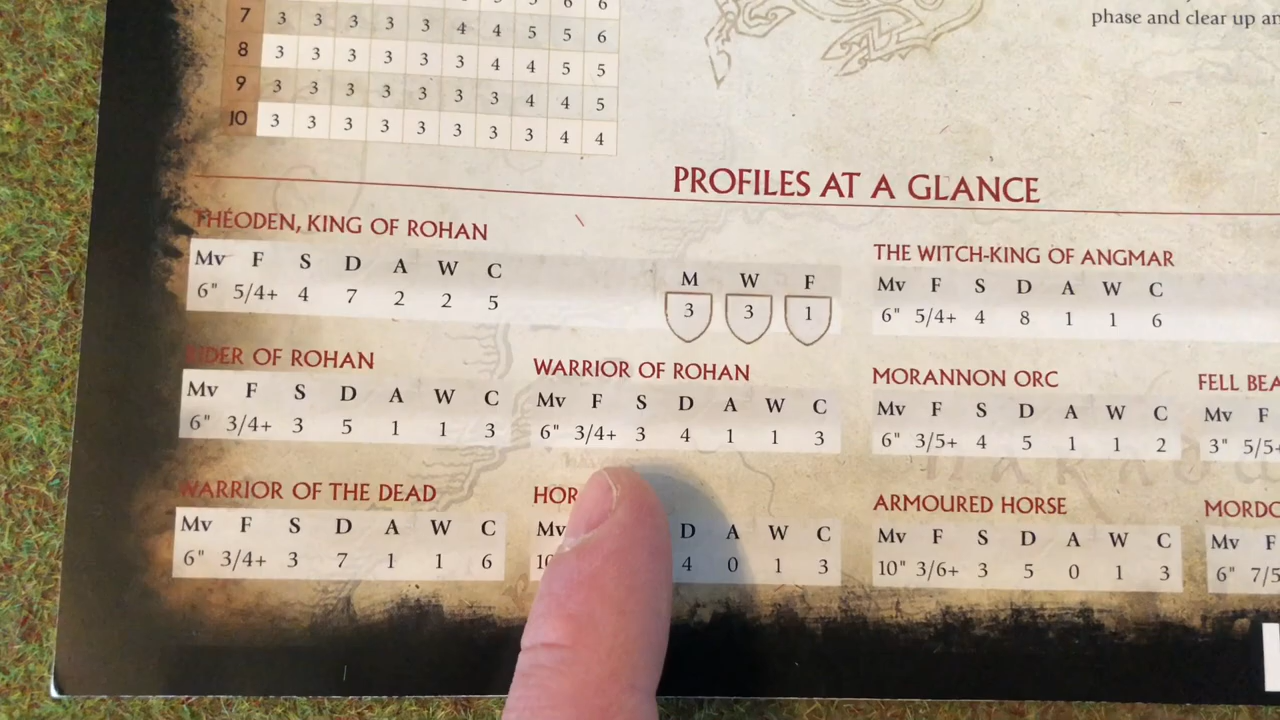 6 6
7 3 3 3 3 3 4 4 5 5 6
8 3 3 3 3 3 3 4 4 5 5
9 3 3 3 3 3 3 3 4 4 5
10 3 3 3 3 3 3 3 3 4 4
phase and clear up
PROFILES AT A GLANCE
THÉODEN, KING OF ROHAN
Mv F S D A W C M W F
6" 5/4+ 4 7 2 2 5 3 3 1
THE WITCH-KING OF ANGMAR
Mv F S D A W C
6" 5/4+ 4 8 1 1 6
RIDER OF ROHAN
Mv F S D A W C
6" 3/4+ 3 5 1 1 3
WARRIOR OF ROHAN
Mv F S D A W C
6" 3/4+ 3 4 1 1 3
MORANNON ORC
Mv F S D A W C
6" 3/5+ 4 5 1 1 2
FELL
Mv F
3" 5/5+
WARRIOR OF THE DEAD
Mv F S D A W C
6" 3/4+ 3 7 1 1 6
HOR
Mv D A W C
10 4 0 1 3
ARMOURED HORSE
Mv F S D A W C
10" 3/6+ 3 5 0 1 3
MORDO
Mv F
6" 7/5